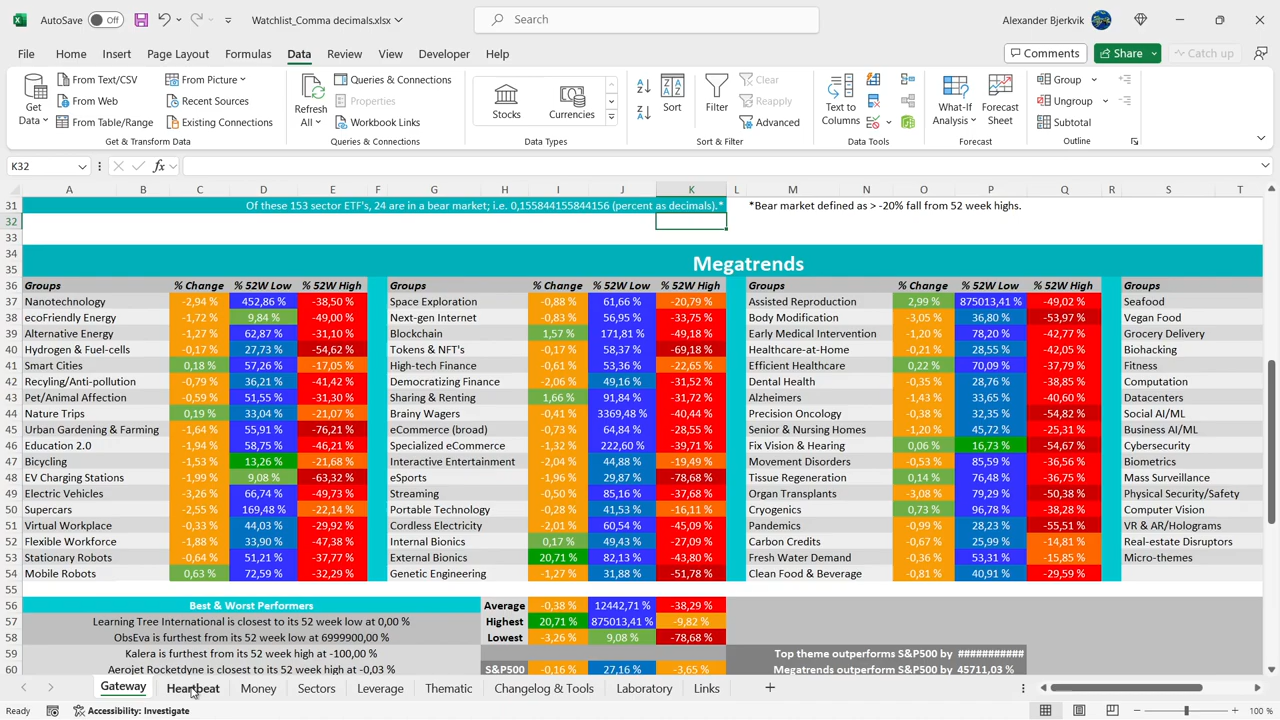 AutoSave Off Watchlist_Comma decimals.xlsx Search Alexander Bjerkvik
File Home Insert Page Layout Formulas Data Review View Developer Help Comments Share Catch up
Get Data From Text/CSV From Web From Table/Range From Picture Recent Sources Existing Connections Refresh All Queries & Connections Properties Workbook Links Stocks Currencies Sort Filter Clear Reapply Advanced Text to Columns What-If Analysis Forecast Sheet Group Ungroup Subtotal
Get & Transform Data Queries & Connections Data Types Sort & Filter Data Tools Forecast Outline
K32 fx
A B C D E F G H I J K L M N O P Q R S T
31 Of these 153 sector ETF's, 24 are in a bear market; i.e. 0,155844155844156 (percent as decimals).* *Bear market defined as > -20% fall from 52 week highs.
32
33
34
35 Megatrends
36 Groups % Change % 52W Low % 52W High Groups % Change % 52W Low % 52W High Groups % Change % 52W Low % 52W High Groups
37 Nanotechnology -2,94 % 452,86 % -38,50 % Space Exploration -0,88 % 61,66 % -20,79 % Assisted Reproduction 2,99 % 875013,41 % -49,02 % Seafood
38 ecoFriendly Energy -1,72 % 9,84 % -49,00 % Next-gen Internet -0,83 % 56,95 % -33,75 % Body Modification -3,05 % 36,80 % -53,97 % Vegan Food
39 Alternative Energy -1,27 % 62,87 % -31,10 % Blockchain 1,57 % 171,81 % -49,18 % Early Medical Intervention -1,20 % 78,20 % -42,77 % Grocery Delivery
40 Hydrogen & Fuel-cells -0,17 % 27,73 % -54,62 % Tokens & NFT's -0,17 % 58,37 % -69,18 % Healthcare-at-Home -0,21 % 28,55 % -42,05 % Biohacking
41 Smart Cities 0,18 % 57,26 % -17,05 % High-tech Finance -0,61 % 53,36 % -22,65 % Efficient Healthcare 0,22 % 70,09 % -37,79 % Fitness
42 Recyling/Anti-pollution -0,79 % 36,21 % -41,42 % Democratizing Finance -2,06 % 49,16 % -31,52 % Dental Health -0,35 % 28,76 % -38,85 % Computation
43 Pet/Animal Affection -0,59 % 51,55 % -31,30 % Sharing & Renting 1,66 % 91,84 % -31,72 % Alzheimers -1,43 % 33,65 % -40,60 % Datacenters
44 Nature Trips 0,19 % 33,04 % -21,07 % Brainy Wagers -0,41 % 3369,48 % -40,44 % Precision Oncology -0,38 % 32,35 % -54,82 % Social AI/ML
45 Urban Gardening & Farming -1,64 % 55,91 % -76,21 % eCommerce (broad) -0,73 % 64,84 % -28,55 % Senior & Nursing Homes -1,20 % 45,72 % -25,31 % Business AI/ML
46 Education 2.0 -1,94 % 58,75 % -46,21 % Specialized eCommerce -1,32 % 222,60 % -39,71 % Fix Vision & Hearing 0,06 % 16,73 % -54,67 % Cybersecurity
47 Bicycling -1,53 % 13,26 % -21,68 % Interactive Entertainment -2,04 % 44,88 % -19,49 % Movement Disorders -0,53 % 85,59 % -36,56 % Biometrics
48 EV Charging Stations -1,99 % 9,08 % -63,32 % eSports -1,96 % 29,87 % -78,68 % Tissue Regeneration 0,14 % 76,48 % -36,75 % Mass Surveillance
49 Electric Vehicles -3,26 % 66,74 % -49,73 % Streaming -0,50 % 85,16 % -37,68 % Organ Transplants -3,08 % 79,29 % -50,38 % Physical Security/Safety
50 Supercars -2,55 % 169,48 % -22,14 % Portable Technology -0,28 % 41,53 % -16,11 % Cryogenics 0,73 % 96,78 % -38,28 % Computer Vision
51 Virtual Workplace -0,33 % 44,03 % -29,92 % Cordless Electricity -2,01 % 60,54 % -45,09 % Pandemics -0,99 % 28,23 % -55,51 % VR & AR/Holograms
52 Flexible Workforce -1,88 % 33,90 % -47,38 % Internal Bionics 0,17 % 49,43 % -27,09 % Carbon Credits -0,67 % 25,99 % -14,81 % Real-estate Disruptors
53 Stationary Robots -0,64 % 51,21 % -37,77 % External Bionics 20,71 % 82,13 % -43,80 % Fresh Water Demand -0,36 % 53,31 % -15,85 % Micro-themes
54 Mobile Robots 0,63 % 72,59 % -32,29 % Genetic Engineering -1,27 % 31,88 % -51,78 % Clean Food & Beverage -0,81 % 40,91 % -29,59 %
55
56 Best & Worst Performers Average -0,38 % 12442,71 % -38,29 %
57 Learning Tree International is closest to its 52 week low at 0,00 % Highest 20,71 % 875013,41 % -9,82 %
58 ObsEva is furthest from its 52 week low at 6999900,00 % Lowest -3,26 % 9,08 % -78,68 %
59 Kalera is furthest from its 52 week high at -100,00 % Top theme outperforms S&P500 by ###########
60 Aerojet Rocketdyne is closest to its 52 week high at -0,03 % S&P500 -0,16 % 27,16 % -3,65 % Megatrends outperform S&P500 by 45711,03 %
Gateway Heartbeat Money Sectors Leverage Thematic Changelog & Tools Laboratory Links
Ready Accessibility: Investigate 100 %